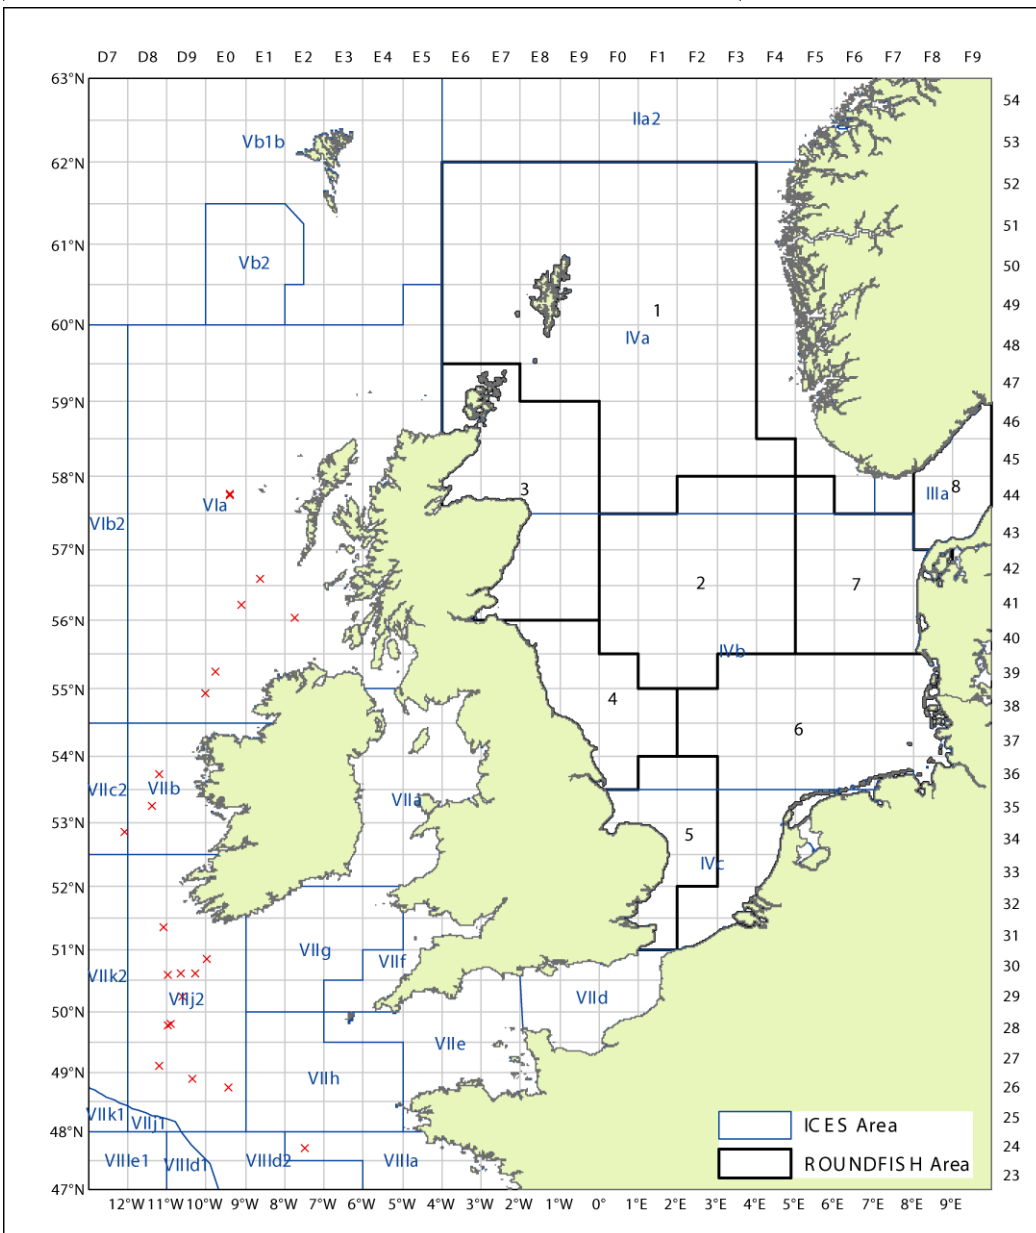 D7 D8 D9 E0 E1 E2 E3 E4 E5 E6 E7 E8 E9 F0 F1 F2 F3 F4 F5 F6 F7 F8 F9
63°N
54
IIa2
Vb1b
53
62°N
52
51
61°N
Vb2
50
49
1
60°N
IVa
48
47
59°N
46
45
58°N
3
IIIa 8
44
VIa
VIb2
43
57°N
42
2
7
41
56°N
40
IVb
39
55°N
4
38
6
37
54°N
36
VIIc2 VIIb
VIIa
35
53°N
5
34
IVc
33
52°N
32
31
51°N
VIIg
VIIf
30
VIIk2
VIIj2
VIId
29
50°N
28
VIIe
27
49°N
VIIh
26
VIIk1
VIIj1
25
ICES Area
48°N
24
VIIIe1 VIIId1 VIIId2 VIIIa
ROUNDFISH Area
23
47°N
12°W 11°W 10°W 9°W 8°W 7°W 6°W 5°W 4°W 3°W 2°W 1°W 0° 1°E 2°E 3°E 4°E 5°E 6°E 7°E 8°E 9°E